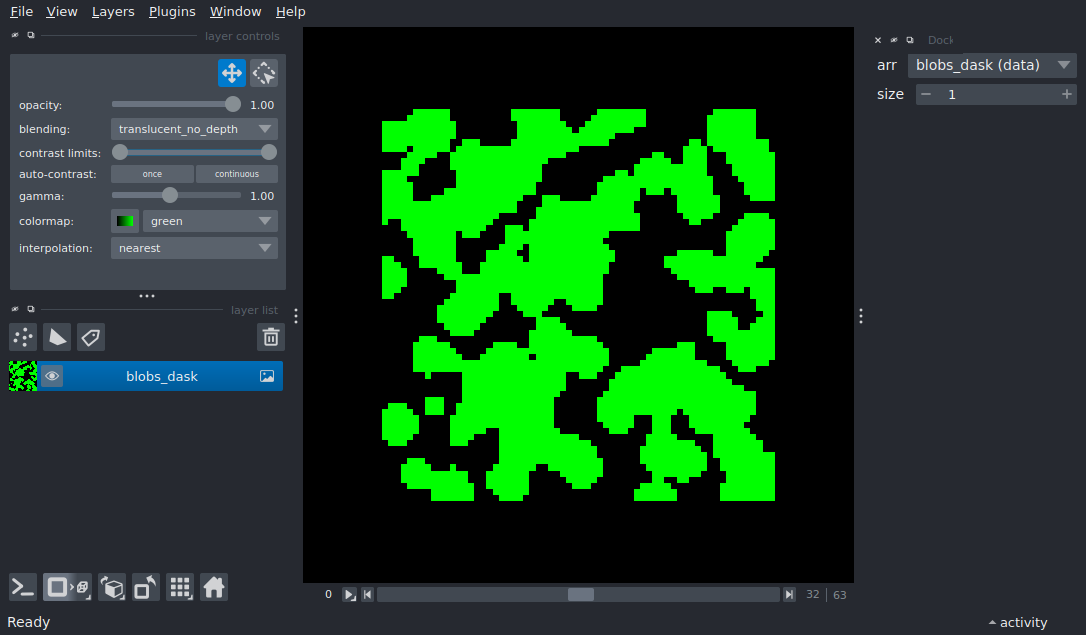 File View Layers Plugins Window Help
layer controls
opacity: 1.00
blending: translucent_no_depth
contrast limits:
auto-contrast: once continuous
gamma: 1.00
colormap: green
interpolation: nearest
layer list
blobs_dask
Dock
arr blobs_dask (data)
size 1
0 32 63
Ready
activity